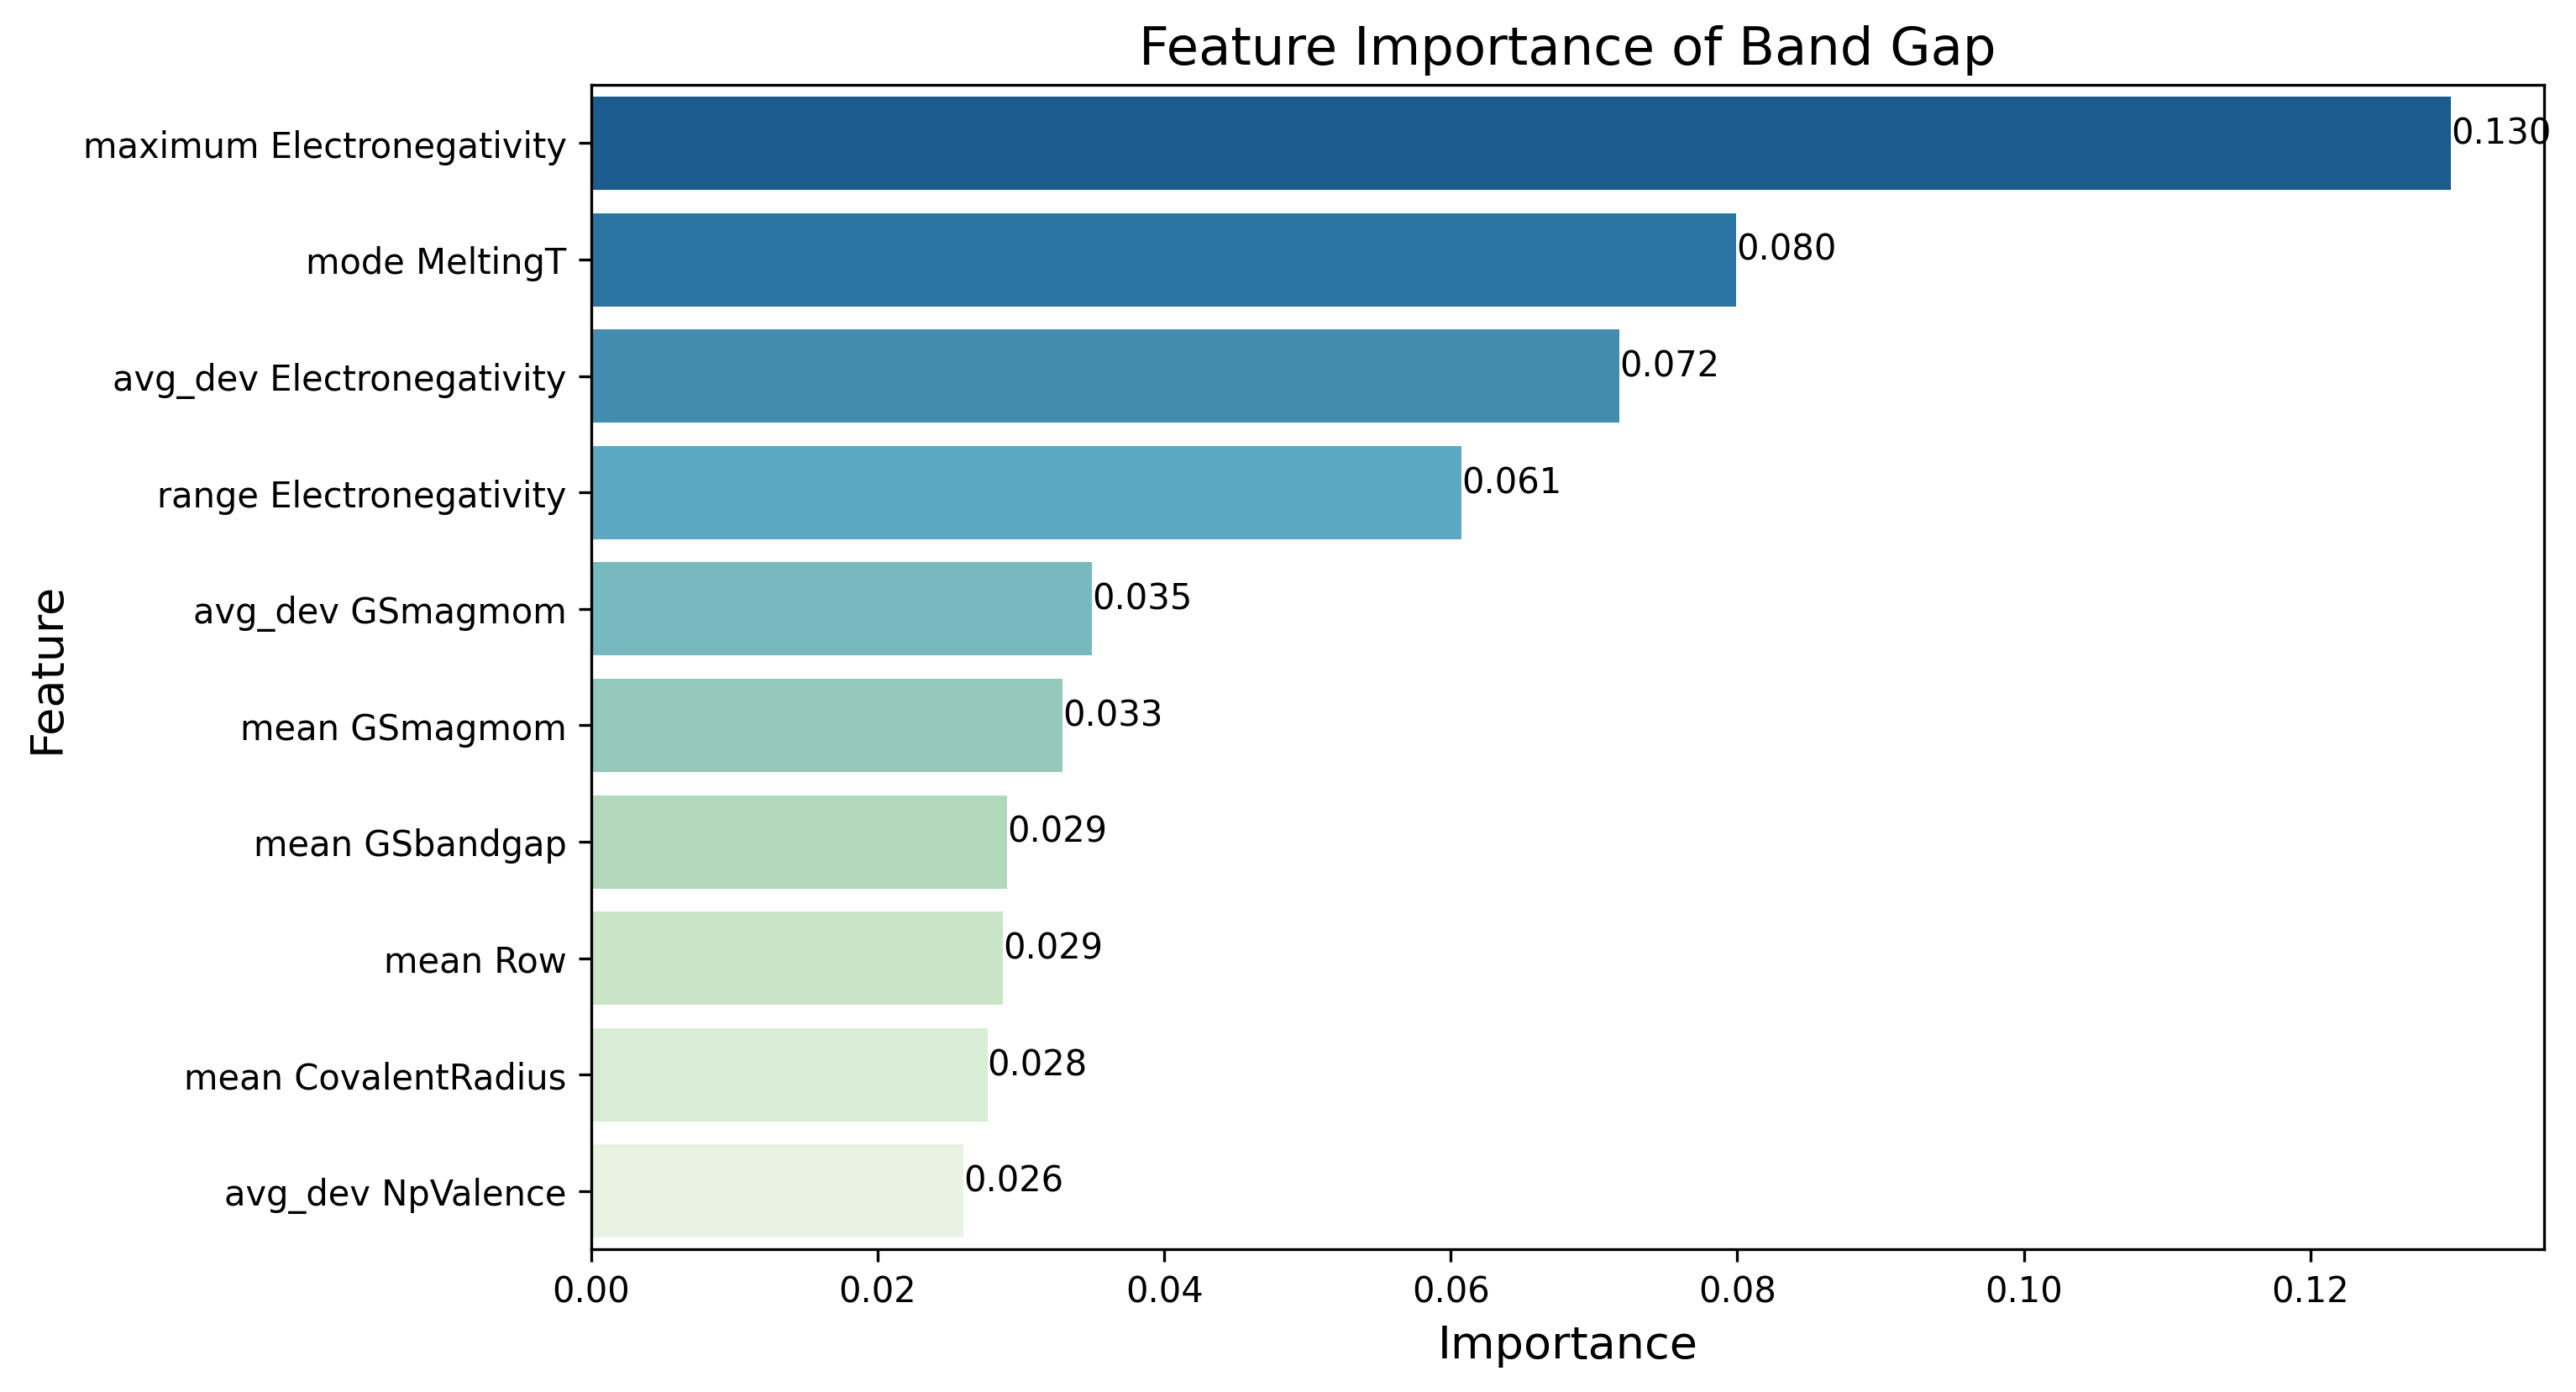 Feature Importance of Band Gap
maximum Electronegativity
0.130
mode MeltingT
0.080
avg_dev Electronegativity
0.072
range Electronegativity
0.061
avg_dev GSmagmom
0.035
mean GSmagmom
0.033
mean GSbandgap
0.029
mean Row
0.029
mean CovalentRadius
0.028
avg_dev NpValence
0.026
Feature
0.00 0.02 0.04 0.06 0.08 0.10 0.12
Importance